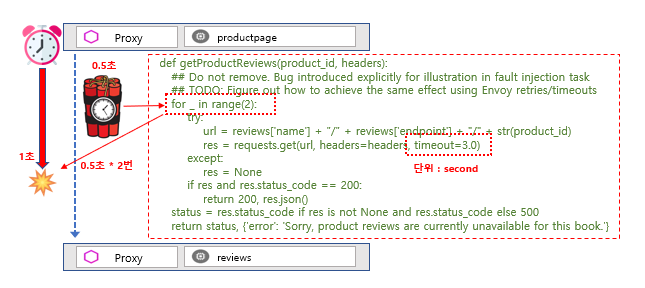 Proxy
productpage
0.5초
def getProductReviews(product_id, headers):
## Do not remove. Bug introduced explicitly for illustration in fault injection task
## TODO: Figure out how to achieve the same effect using Envoy retries/timeouts
for _ in range(2):
try:
url = reviews['name'] + "/" + reviews['endpoint'] + "/" + str(product_id)
res = requests.get(url, headers=headers, timeout=3.0)
1초
0.5초 * 2번
except:
단위 : second
res = None
if res and res.status_code == 200:
return 200, res.json()
status = res.status_code if res is not None and res.status_code else 500
return status, {'error': 'Sorry, product reviews are currently unavailable for this book.'}
Proxy
reviews